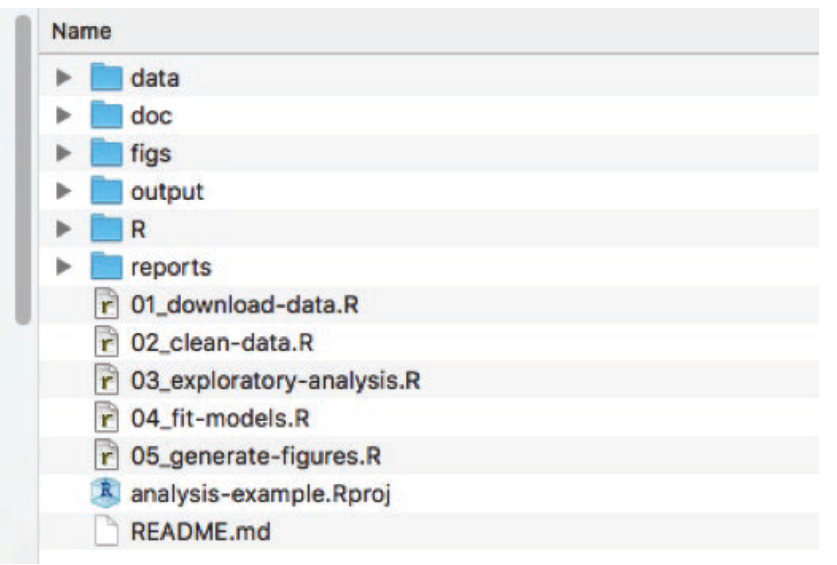 Name
data
doc
figs
output
R
reports
01_download-data.R
02_clean-data.R
03_exploratory-analysis.R
04_fit-models.R
05_generate-figures.R
analysis-example.Rproj
README.md